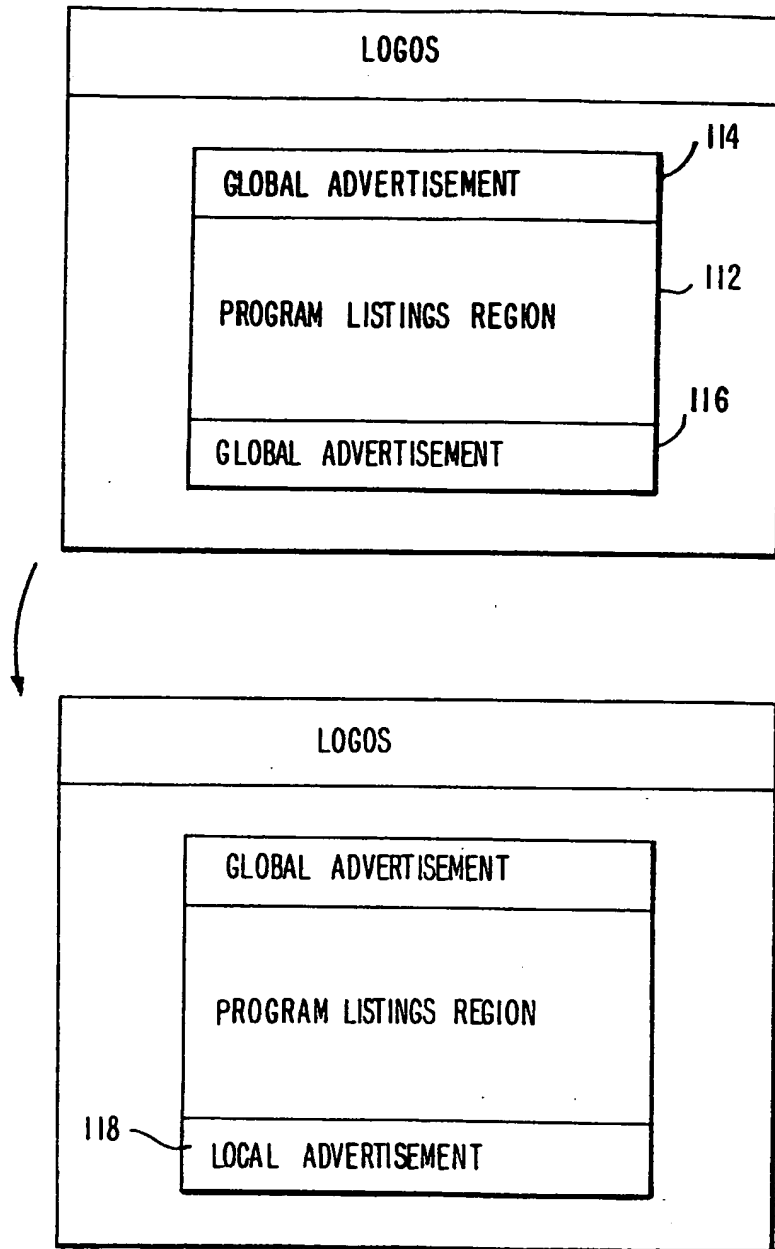 LOGOS
114
GLOBAL ADVERTISEMENT
112
PROGRAM LISTINGS REGION
116
GLOBAL ADVERTISEMENT
LOGOS
GLOBAL ADVERTISEMENT
PROGRAM LISTINGS REGION
118
LOCAL ADVERTISEMENT